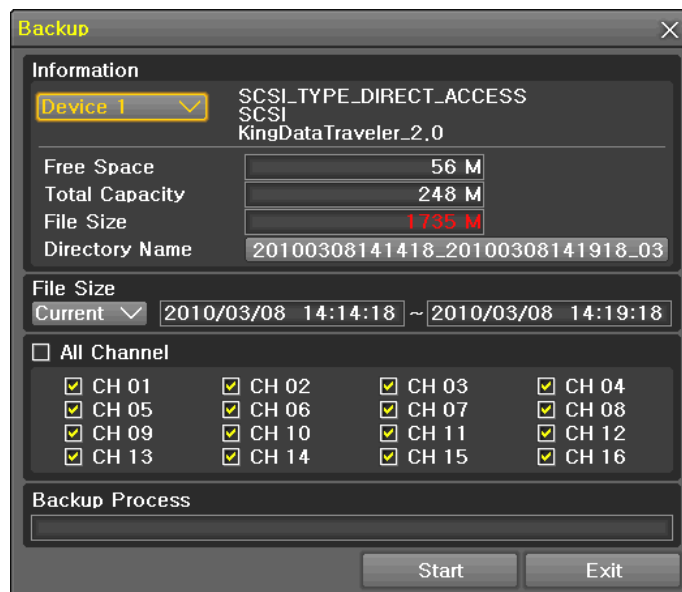 Backup
Information
Device 1
SCSI_TYPE_DIRECT_ACCESS
SCSI
KingDataTraveler_2.0
Free Space 56 M
Total Capacity 248 M
File Size 1735 M
Directory Name 20100308141418_20100308141918_03
File Size
Current 2010/03/08 14:14:18 ~ 2010/03/08 14:19:18
All Channel
CH 01 CH 02 CH 03 CH 04
CH 05 CH 06 CH 07 CH 08
CH 09 CH 10 CH 11 CH 12
CH 13 CH 14 CH 15 CH 16
Backup Process
Start Exit